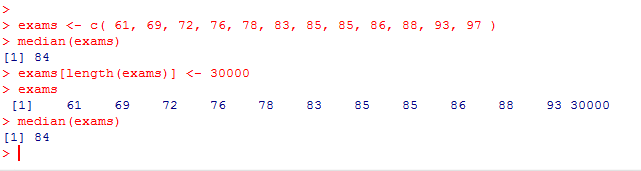 >
> exams <- c( 61, 69, 72, 76, 78, 83, 85, 85, 86, 88, 93, 97 )
> median(exams)
[1] 84
> exams[length(exams)] <- 30000
> exams
 [1]    61    69    72    76    78    83    85    85    86    88    93 30000
> median(exams)
[1] 84
>